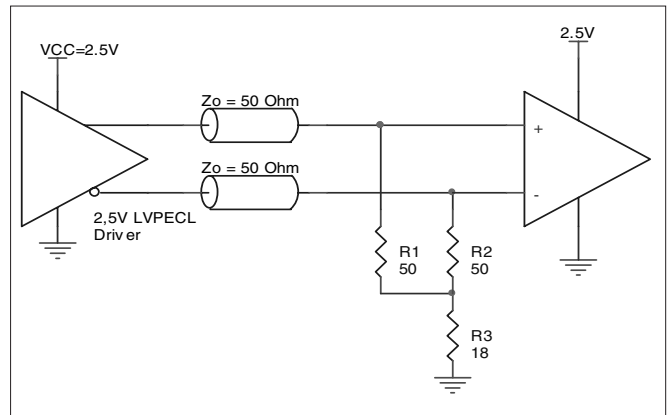 VCC=2.5V
2.5V
Zo = 50 Ohm
+
Zo = 50 Ohm
-
2,5V LVPECL
Driver
R1
50
R2
50
R3
18